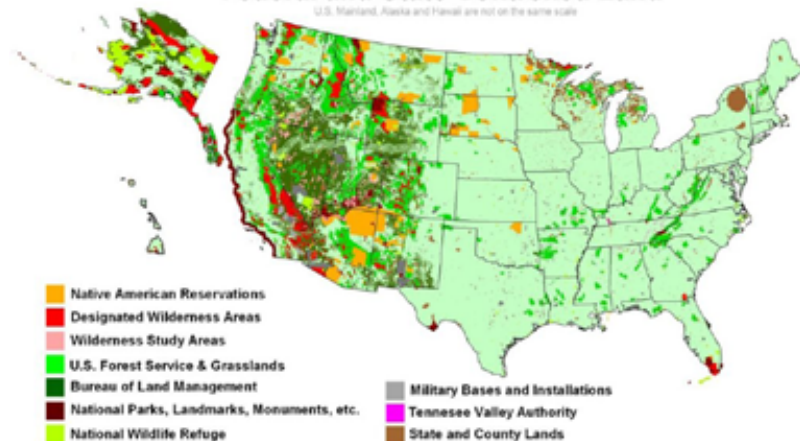 U.S. Mainland, Alaska and Hawaii are not on the same scale
Native American Reservations
Designated Wilderness Areas
Wilderness Study Areas
U.S. Forest Service & Grasslands
Bureau of Land Management
National Parks, Landmarks, Monuments, etc.
National Wildlife Refuge
Military Bases and Installations
Tennesee Valley Authority
State and County Lands